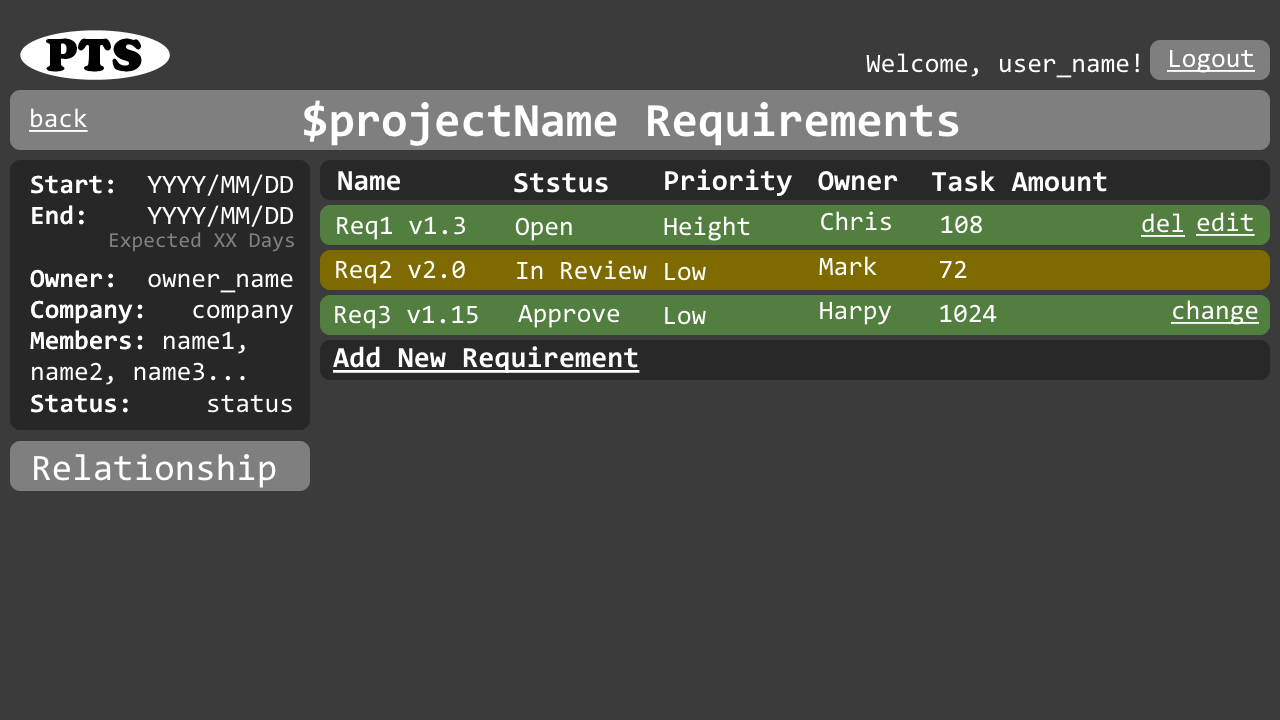 PTS
Welcome, user_name! Logout
back $projectName Requirements
Start: YYYY/MM/DD
End: YYYY/MM/DD
Expected XX Days
Owner: owner_name
Company: company
Members: name1,
name2, name3...
Status: status
Relationship
Name Ststus Priority Owner Task Amount
Req1 v1.3 Open Height Chris 108 del edit
Req2 v2.0 In Review Low Mark 72
Req3 v1.15 Approve Low Harpy 1024 change
Add New Requirement